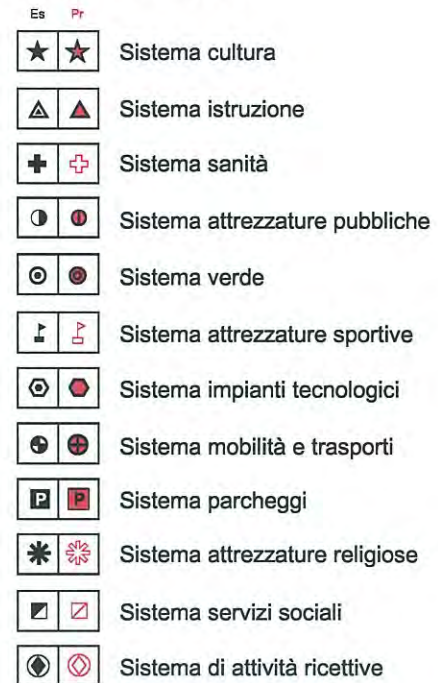 Es Pr
Sistema cultura
Sistema istruzione
Sistema sanità
Sistema attrezzature pubbliche
Sistema verde
Sistema attrezzature sportive
Sistema impianti tecnologici
Sistema mobilità e trasporti
P P Sistema parcheggi
Sistema attrezzature religiose
Sistema servizi sociali
Sistema di attività ricettive